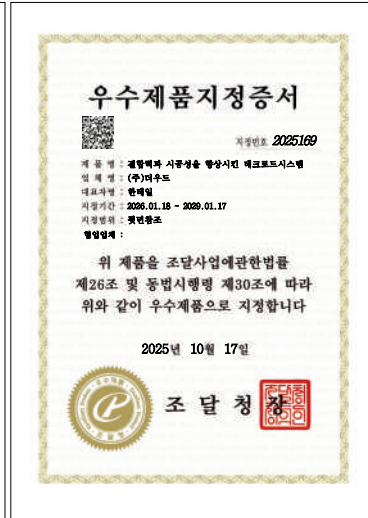 우수제품지정증서
지정번호 2025169
제 품 명 : 결합력과 시공성을 향상시킨 데크로드시스템
업 체 명 : (주)더우드
대표자명 : 한태일
지정기간 : 2026.01.18 - 2029.01.17
지정범위 : 뒷면참조
협업업체 :
위 제품을 조달사업에관한법률
제26조 및 동법시행령 제30조에 따라
위와 같이 우수제품으로 지정합니다
2025년 10월 17일
조 달 청 장